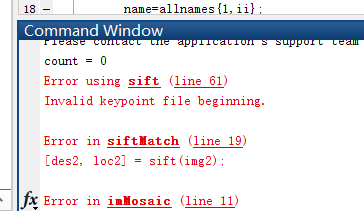 18 – name=allnames{1,ii};
Command Window
Please contact the application's support team
count = 0
Error using sift (line 61)
Invalid keypoint file beginning.
Error in siftMatch (line 19)
[des2, loc2] = sift(img2);
fx Error in imMosaic (line 11)